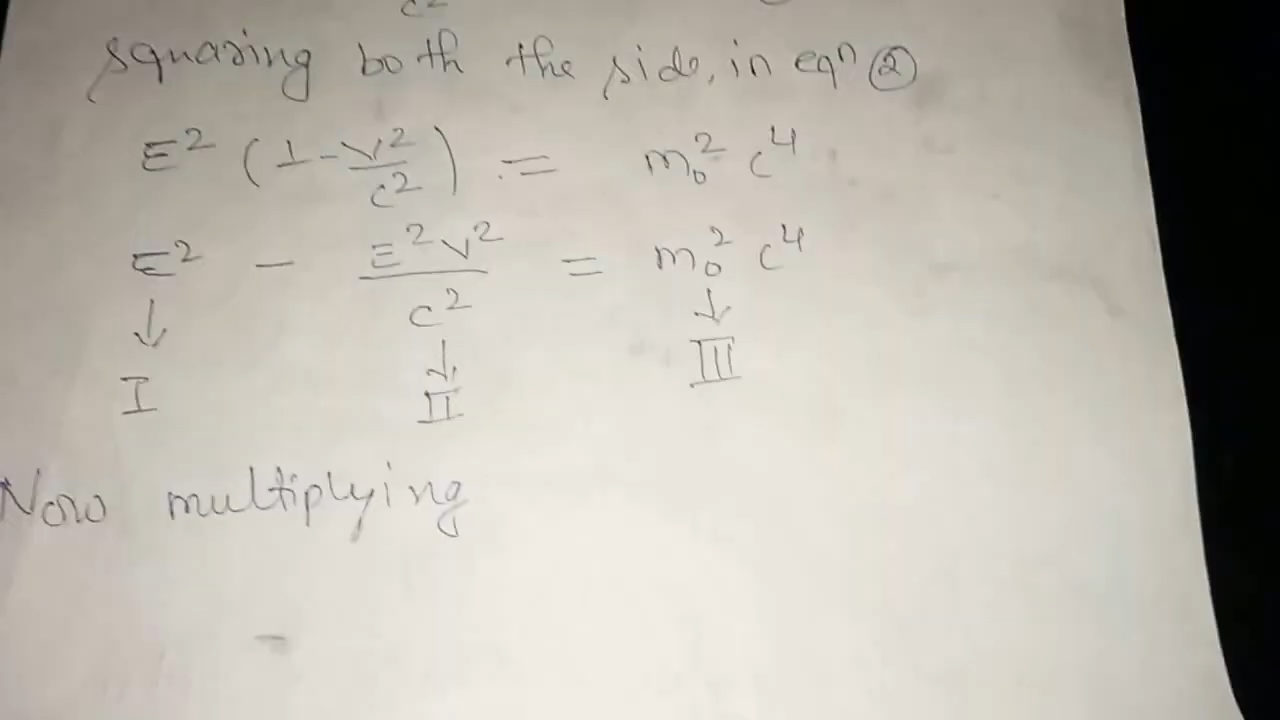 c²
squaring both the side, in eqⁿ ②
E² (1 - V²/c²) = m₀² c⁴
E² - E²V²/c² = m₀² c⁴
↓ ↓ ↓
I II III
Now multiplying